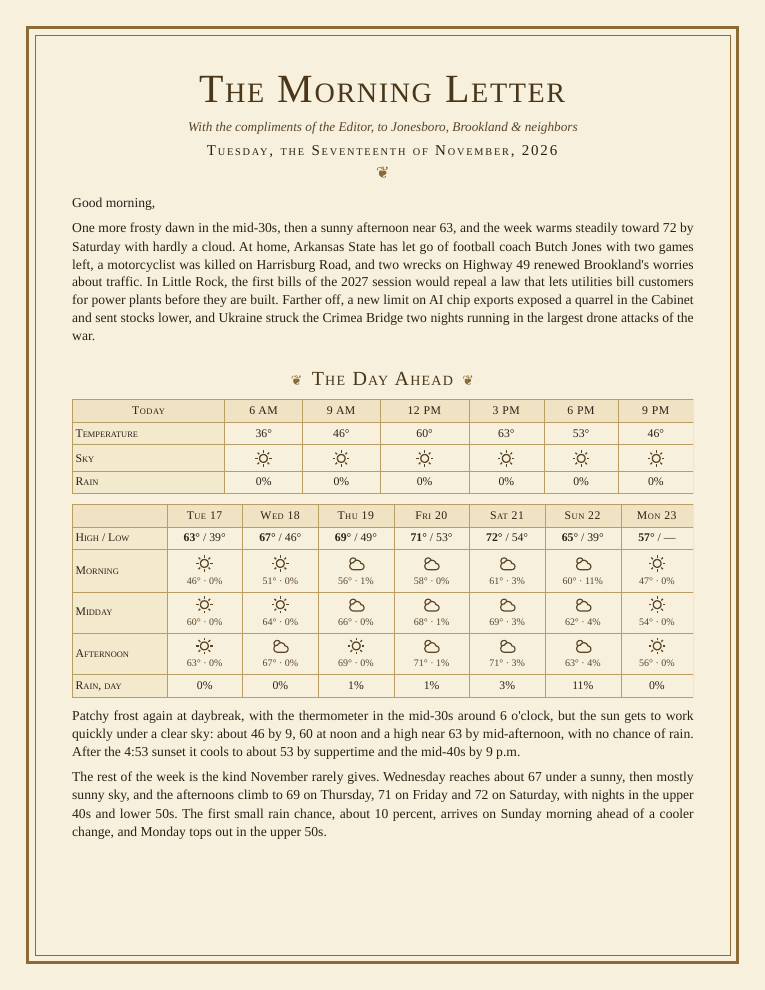 The Morning Letter
With the compliments of the Editor, to Jonesboro, Brookland & neighbors
Tuesday, the Seventeenth of November, 2026
Good morning,
One more frosty dawn in the mid-30s, then a sunny afternoon near 63, and the week warms steadily toward 72 by
Saturday with hardly a cloud. At home, Arkansas State has let go of football coach Butch Jones with two games
left, a motorcyclist was killed on Harrisburg Road, and two wrecks on Highway 49 renewed Brookland's worries
about traffic. In Little Rock, the first bills of the 2027 session would repeal a law that lets utilities bill customers
for power plants before they are built. Farther off, a new limit on AI chip exports exposed a quarrel in the Cabinet
and sent stocks lower, and Ukraine struck the Crimea Bridge two nights running in the largest drone attacks of the
war.
The Day Ahead
Today 6 AM 9 AM 12 PM 3 PM 6 PM 9 PM
Temperature 36° 46° 60° 63° 53° 46°
Sky
Rain 0% 0% 0% 0% 0% 0%
Tue 17 Wed 18 Thu 19 Fri 20 Sat 21 Sun 22 Mon 23
High / Low 63° / 39° 67° / 46° 69° / 49° 71° / 53° 72° / 54° 65° / 39° 57° / —
Morning 46° · 0% 51° · 0% 56° · 1% 58° · 0% 61° · 3% 60° · 11% 47° · 0%
Midday 60° · 0% 64° · 0% 66° · 0% 68° · 1% 69° · 3% 62° · 4% 54° · 0%
Afternoon 63° · 0% 67° · 0% 69° · 0% 71° · 1% 71° · 3% 63° · 4% 56° · 0%
Rain, day 0% 0% 1% 1% 3% 11% 0%
Patchy frost again at daybreak, with the thermometer in the mid-30s around 6 o'clock, but the sun gets to work
quickly under a clear sky: about 46 by 9, 60 at noon and a high near 63 by mid-afternoon, with no chance of rain.
After the 4:53 sunset it cools to about 53 by suppertime and the mid-40s by 9 p.m.
The rest of the week is the kind November rarely gives. Wednesday reaches about 67 under a sunny, then mostly
sunny sky, and the afternoons climb to 69 on Thursday, 71 on Friday and 72 on Saturday, with nights in the upper
40s and lower 50s. The first small rain chance, about 10 percent, arrives on Sunday morning ahead of a cooler
change, and Monday tops out in the upper 50s.